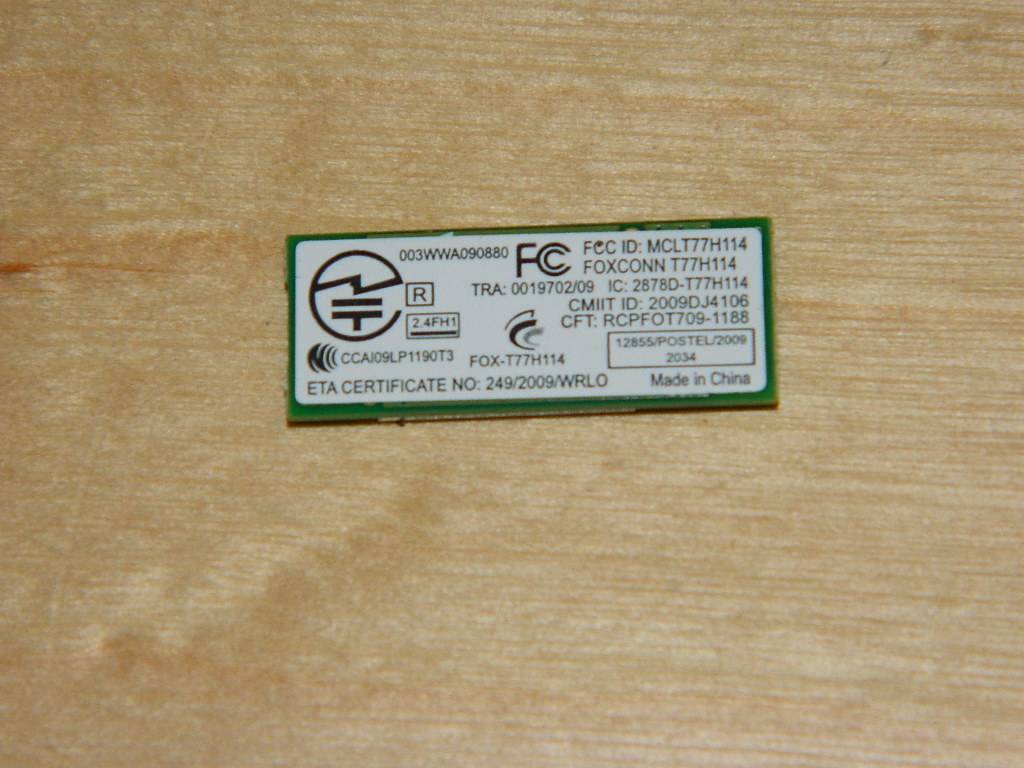 003WWA090880
FC
FCC ID: MCLT77H114
FOXCONN T77H114
R
TRA: 0019702/09 IC: 2878D-T77H114
CMIIT ID: 2009DJ4106
2.4FH1
CFT: RCPFOT709-1188
CCAI09LP1190T3
FOX-T77H114
12855/POSTEL/2009
2034
ETA CERTIFICATE NO: 249/2009/WRLO
Made in China